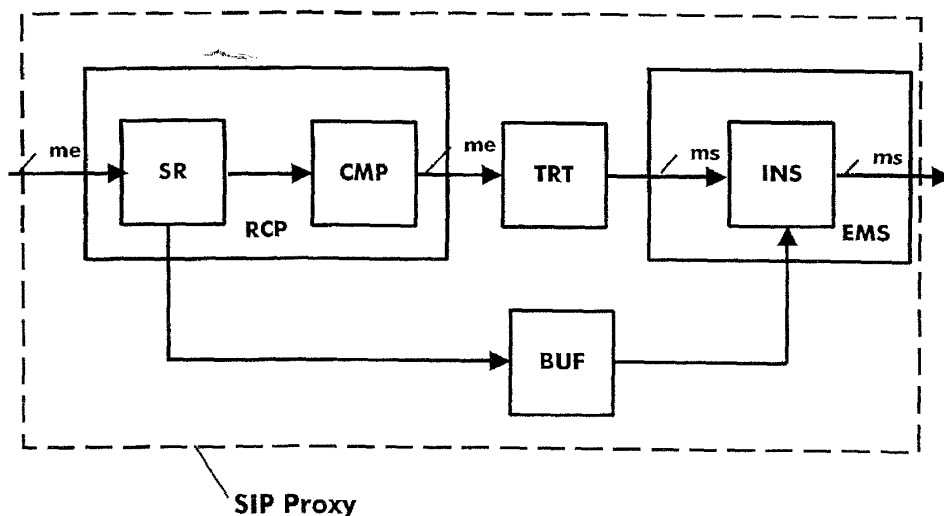 me
SR
CMP
me
TRT
ms
INS
ms
RCP
EMS
BUF
SIP Proxy